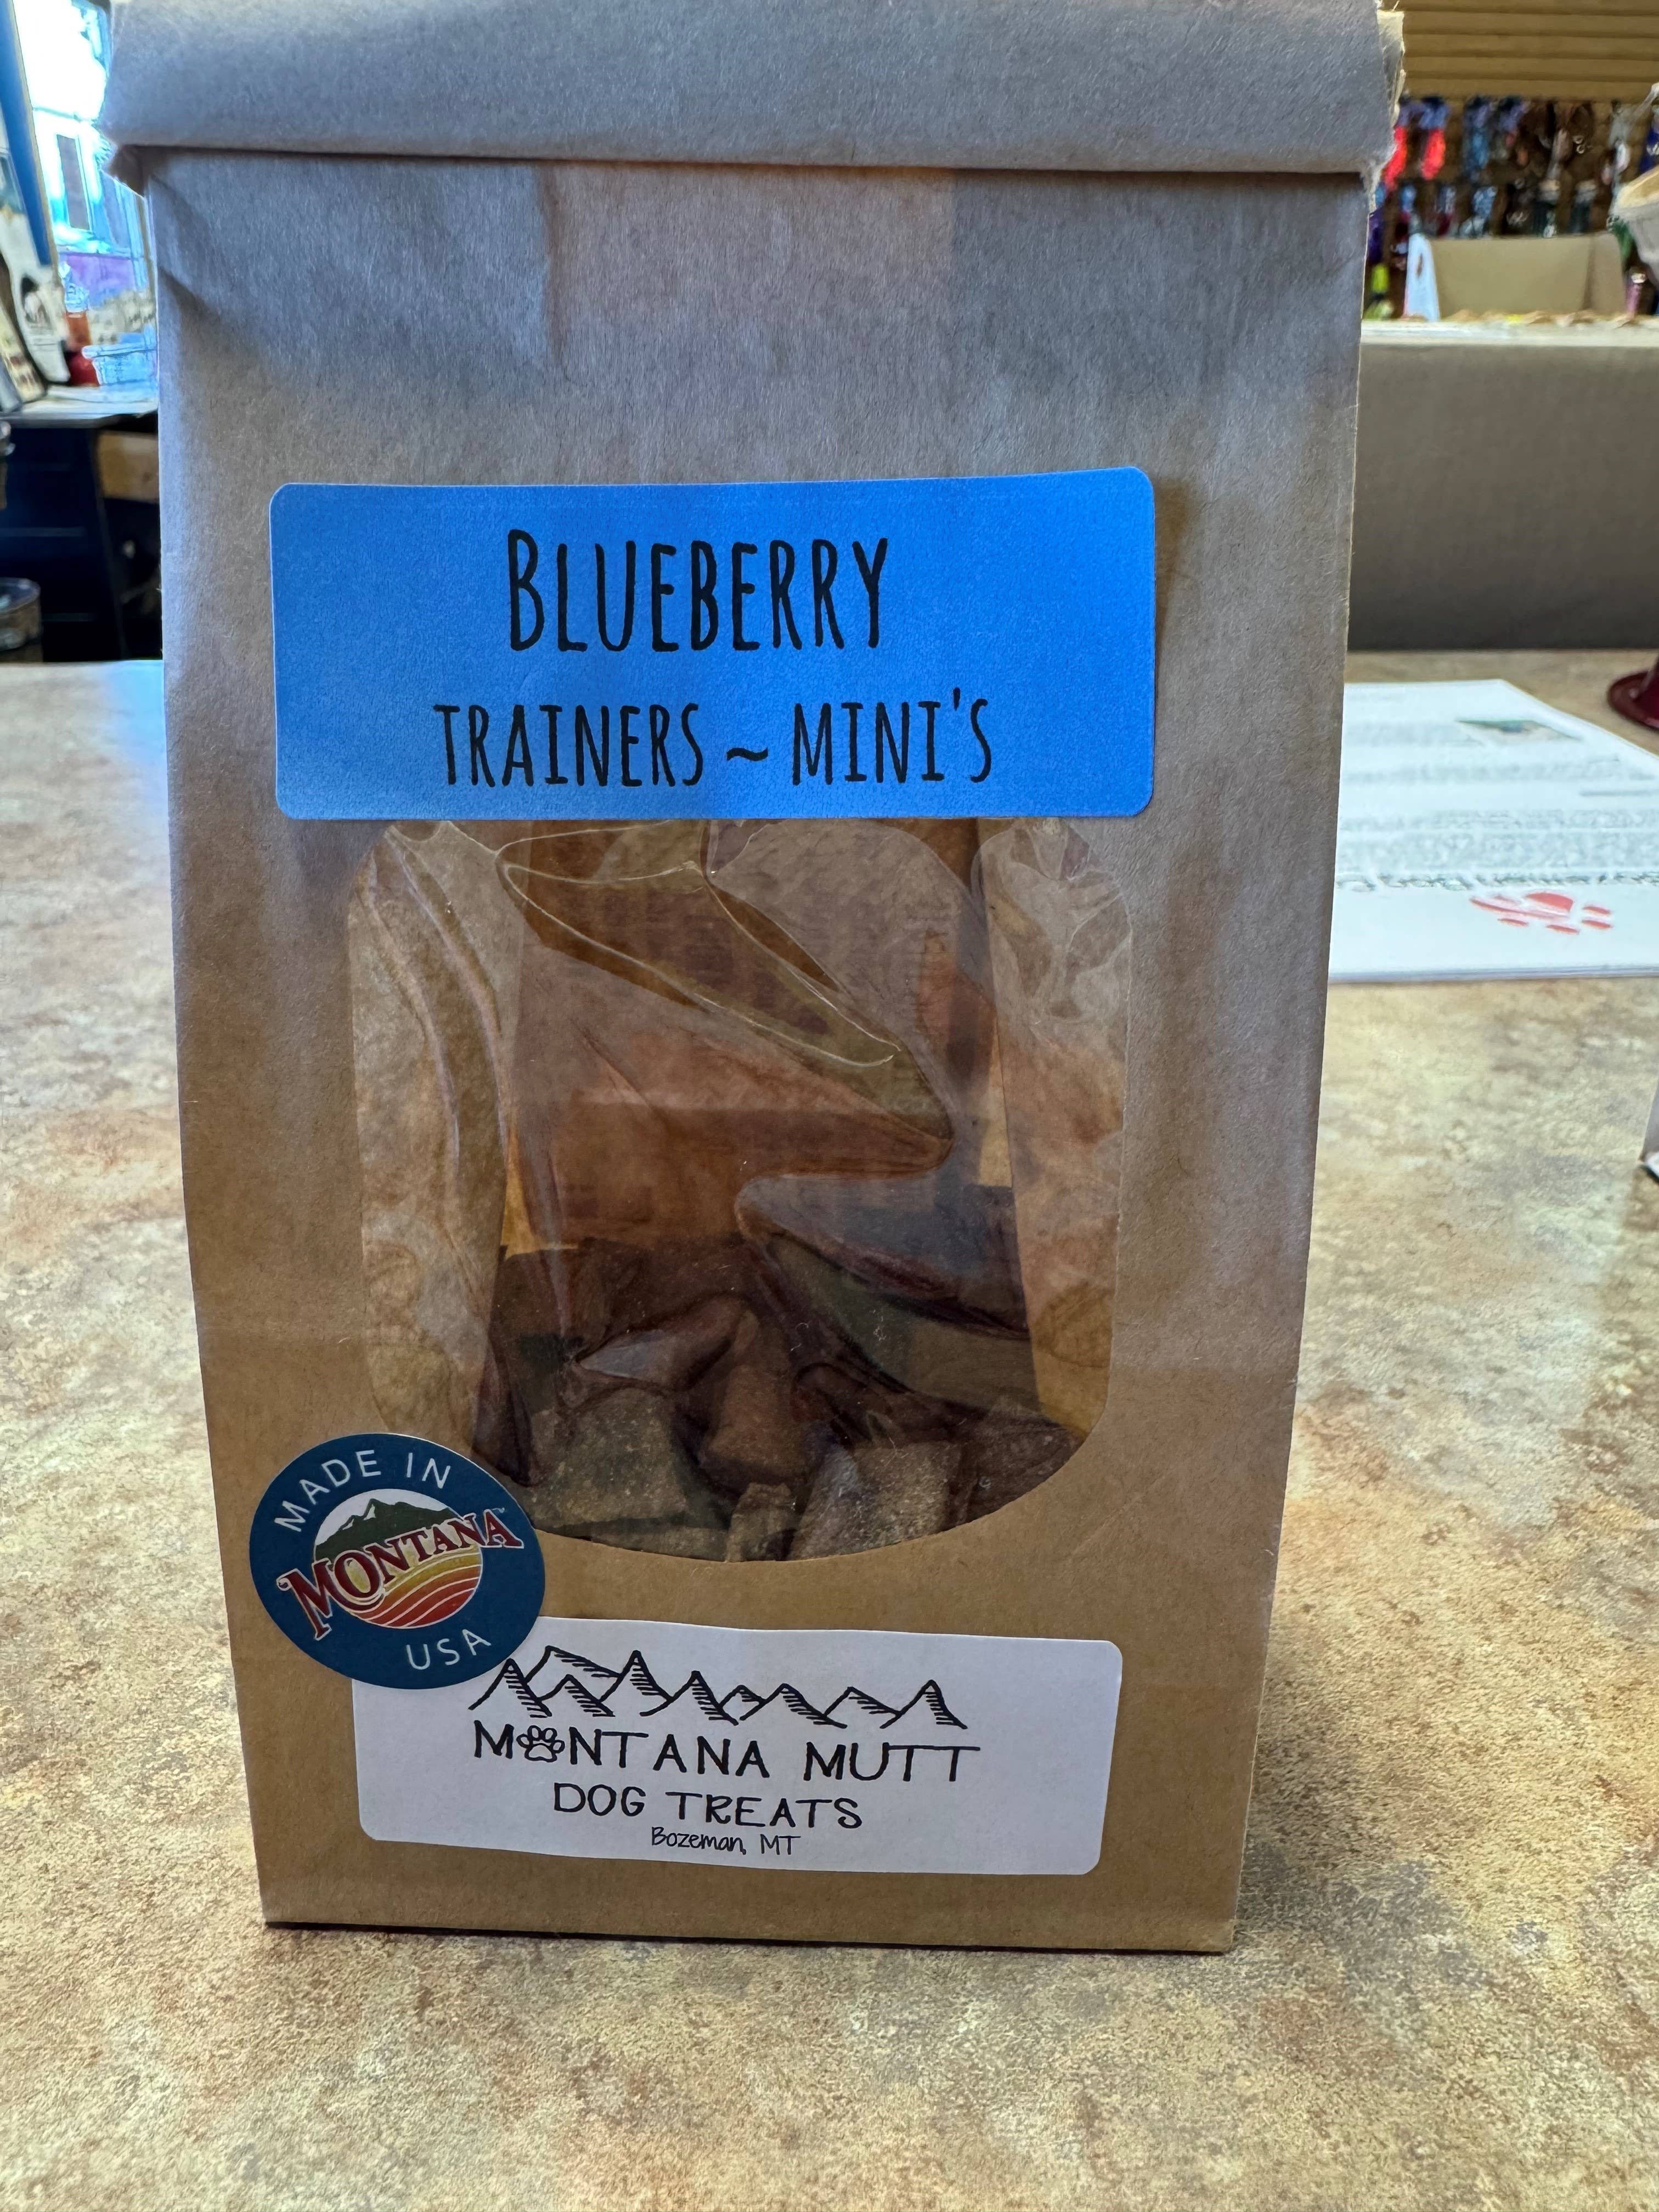 BLUEBERRY
TRAINERS ~ MINI'S
MADE IN
MONTANA
USA
MONTANA MUTT
DOG TREATS
Bozeman, MT